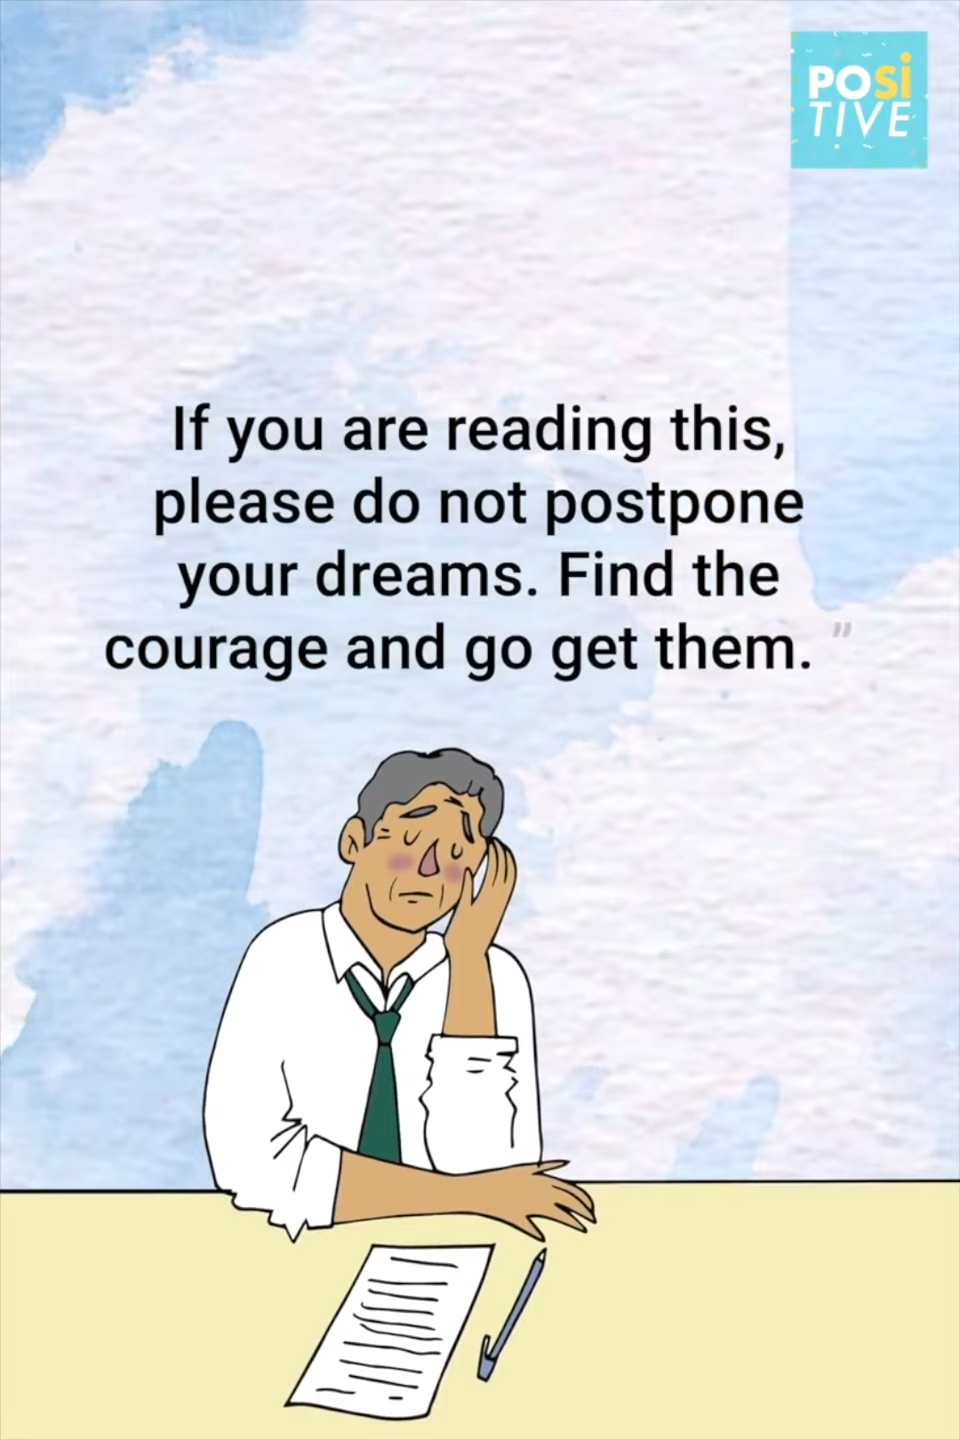 POSI
TIVE
If you are reading this,
please do not postpone
your dreams. Find the
courage and go get them. "